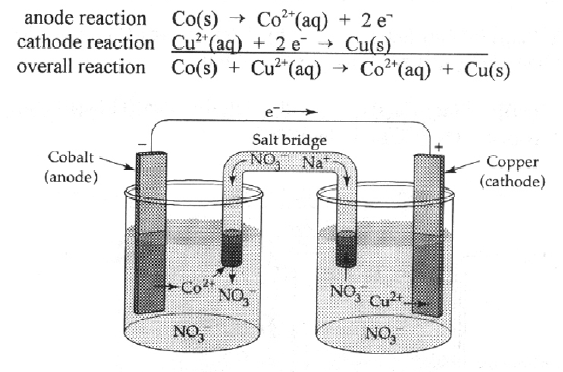 anode reaction Co(s) → Co²⁺(aq) + 2 e⁻
cathode reaction Cu²⁺(aq) + 2 e⁻ → Cu(s)
overall reaction Co(s) + Cu²⁺(aq) → Co²⁺(aq) + Cu(s)
e⁻ →
Salt bridge
− +
NO₃⁻ Na⁺
Cobalt
(anode)
Copper
(cathode)
Co²⁺
NO₃⁻
NO₃⁻
Cu²⁺
NO₃⁻
NO₃⁻